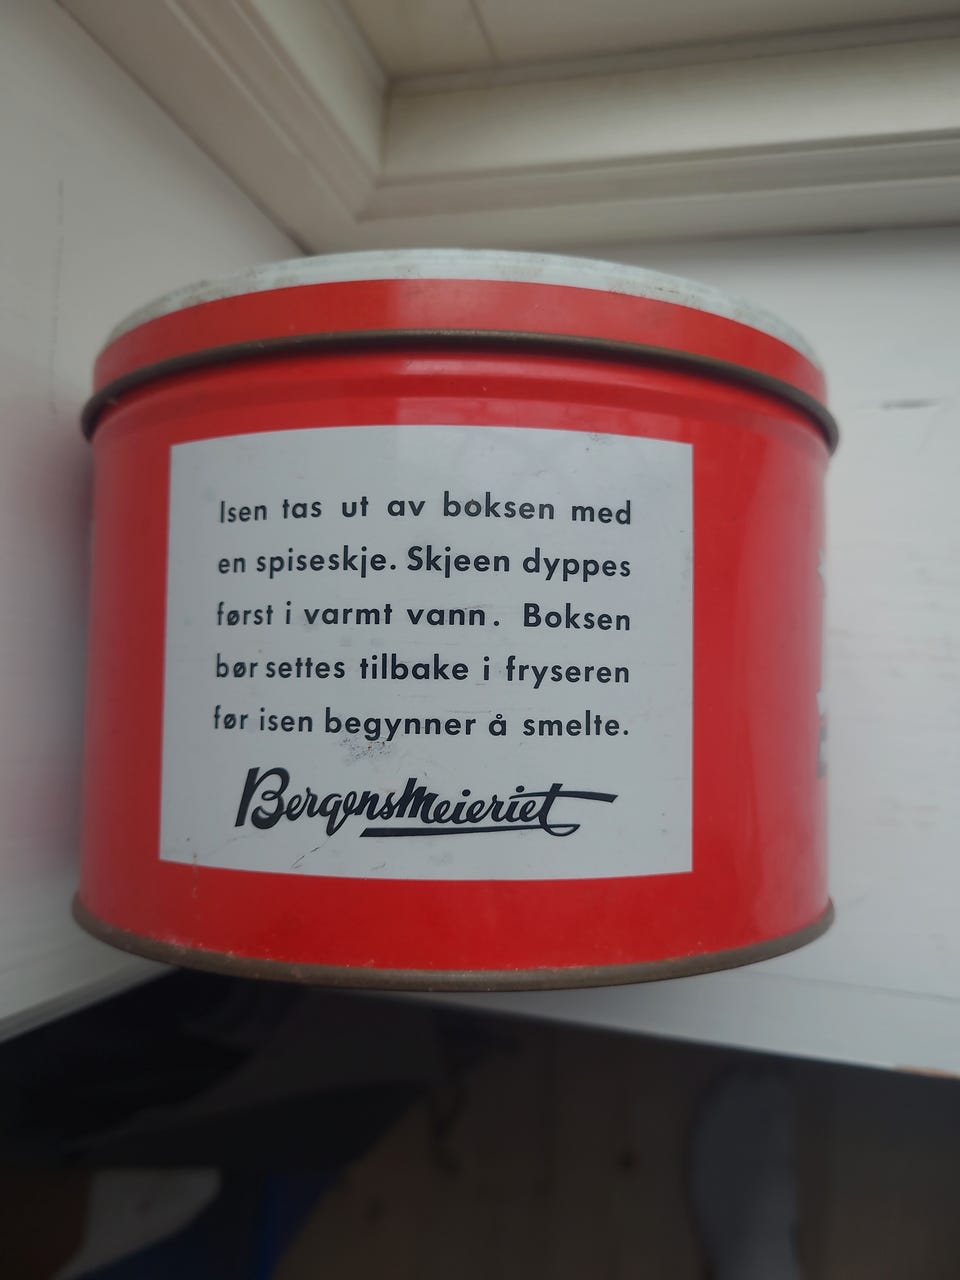 Isen tas ut av boksen med
en spiseskje. Skjeen dyppes
først i varmt vann. Boksen
bør settes tilbake i fryseren
før isen begynner å smelte.
BergensMeieriet